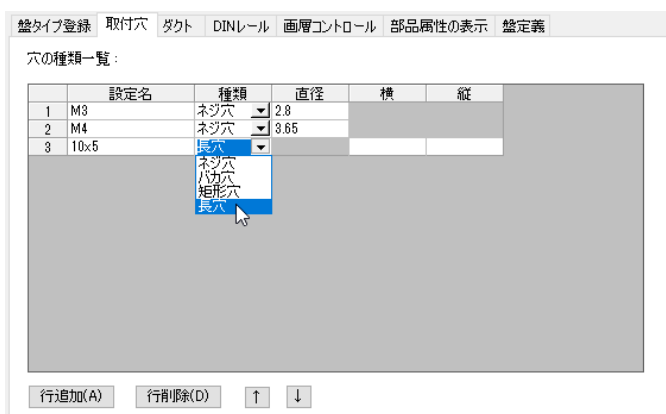 盤タイプ登録 取付穴 ダクト DINレール 画層コントロール 部品属性の表示 盤定義
穴の種類一覧：
設定名 種類 直径 横 縦
1 M3 ネジ穴 2.8
2 M4 ネジ穴 3.65
3 10x5 長穴
ネジ穴
バカ穴
矩形穴
長穴
行追加(A) 行削除(D) ↑ ↓